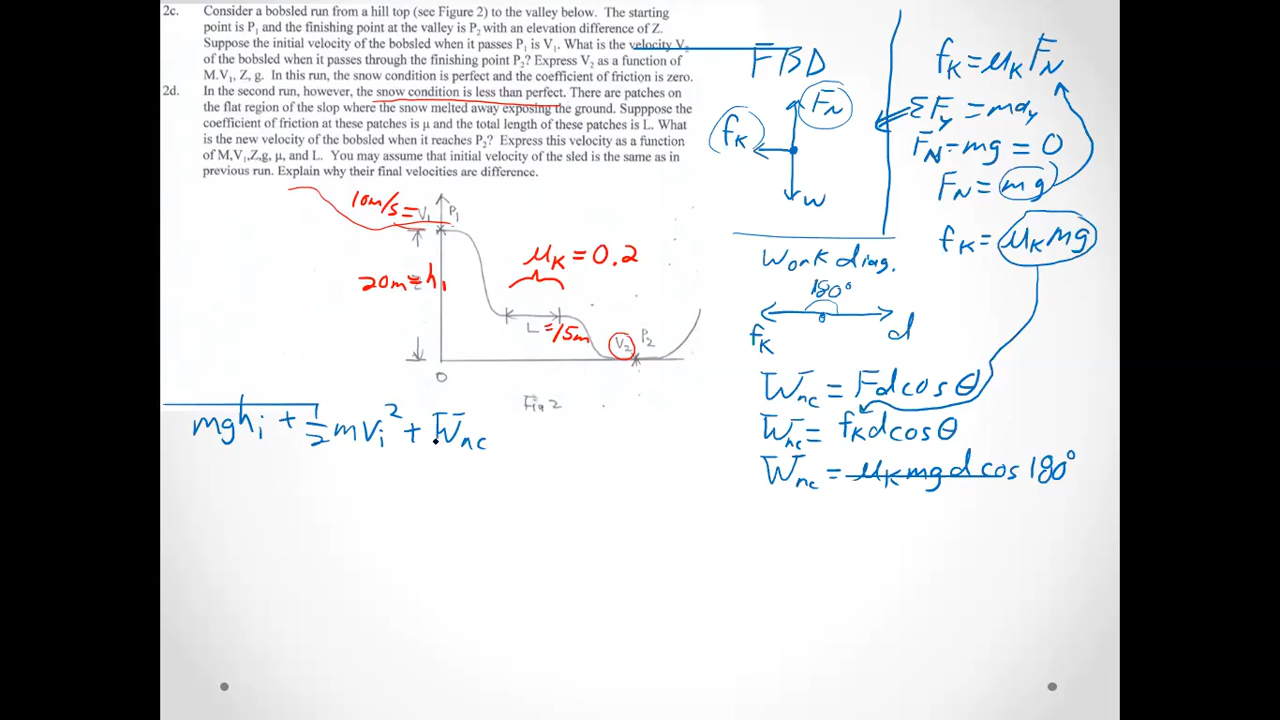 2c. Consider a bobsled run from a hill top (see Figure 2) to the valley below. The starting
point is P₁ and the finishing point at the valley is P₂ with an elevation difference of Z.
Suppose the initial velocity of the bobsled when it passes P₁ is V₁. What is the velocity V₂
of the bobsled when it passes through the finishing point P₂? Express V₂ as a function of
M.V₁, Z, g. In this run, the snow condition is perfect and the coefficient of friction is zero.
2d. In the second run, however, the snow condition is less than perfect. There are patches on
the flat region of the slop where the snow melted away exposing the ground. Supppose the
coefficient of friction at these patches is µ and the total length of these patches is L. What
is the new velocity of the bobsled when it reaches P₂? Express this velocity as a function
of M,V₁,Z,g, µ, and L. You may assume that initial velocity of the sled is the same as in
previous run. Explain why their final velocities are difference.
10m/s = V₁ P₁
μK = 0.2
20m = h₁
L = 15m
V₂ P₂
0
Fig 2
mghᵢ + ½mvᵢ² + Wnc
FBD
FN
fK
w
fK = μK FN
ΣFy = may
FN - mg = 0
FN = mg
fK = μK mg
Work diag.
180°
θ
fK d
Wnc = Fd cos θ
Wnc = fK d cos θ
Wnc = μK mg d cos 180°